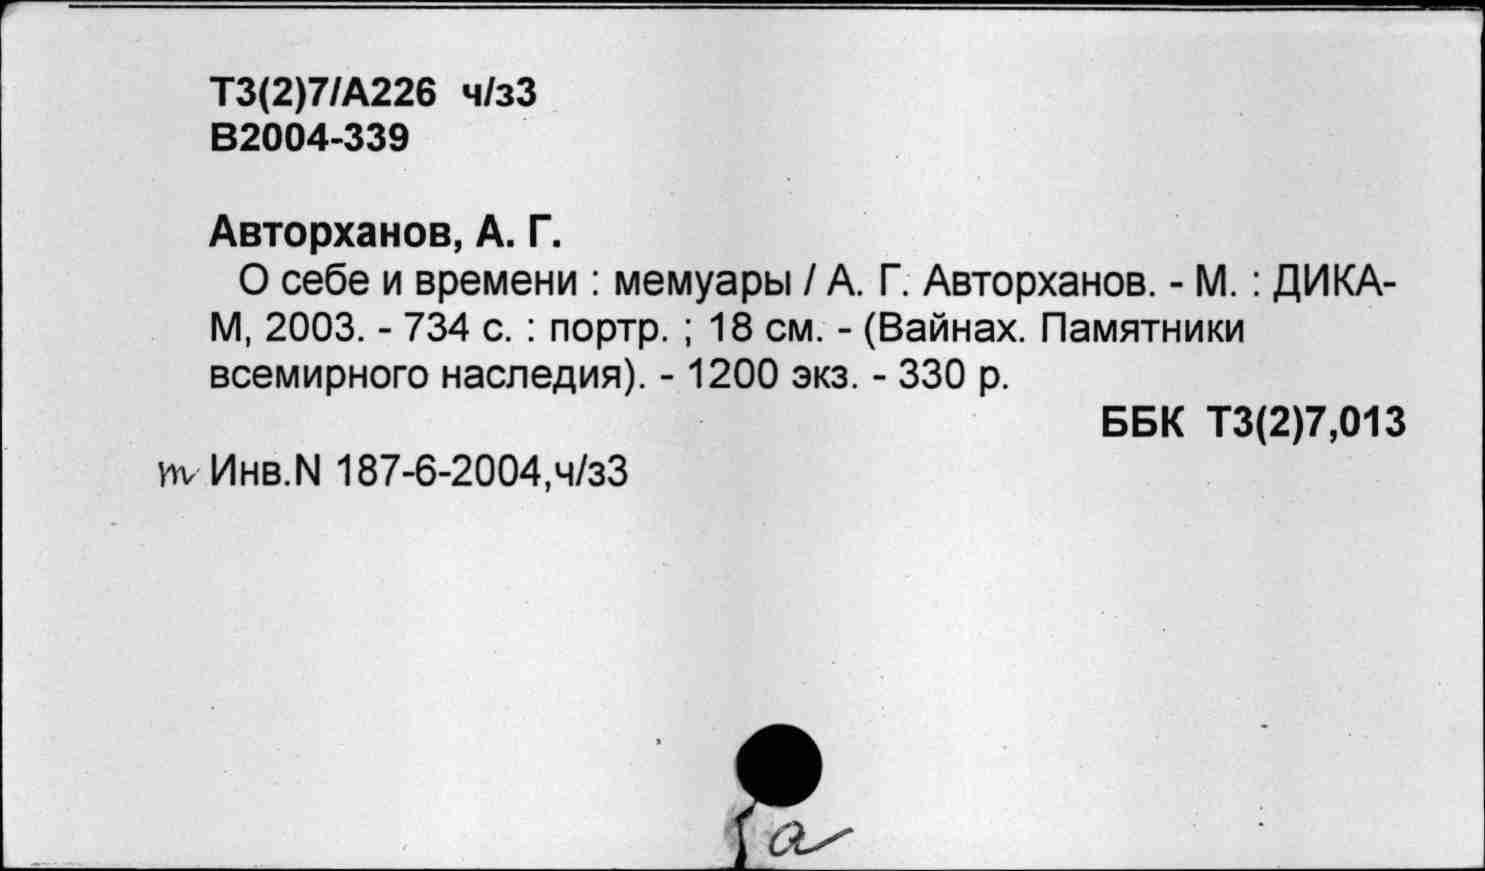 Т3(2)7/А226 ч/з3
В2004-339
Авторханов, А. Г.
О себе и времени : мемуары / А. Г. Авторханов. - М. : ДИКА-
М, 2003. - 734 с. : портр. ; 18 см. - (Вайнах. Памятники
всемирного наследия). - 1200 экз. - 330 р.
ББК Т3(2)7,013
Инв.N 187-6-2004,ч/з3
а